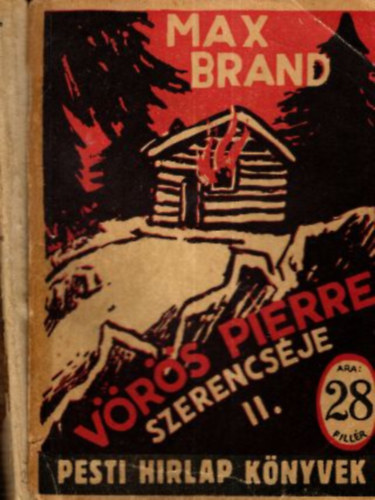 MAX
BRAND
VÖRÖS PIERRE
SZERENCSÉJE
II.
ÁRA:
28
FILLÉR
PESTI HIRLAP KÖNYVEK